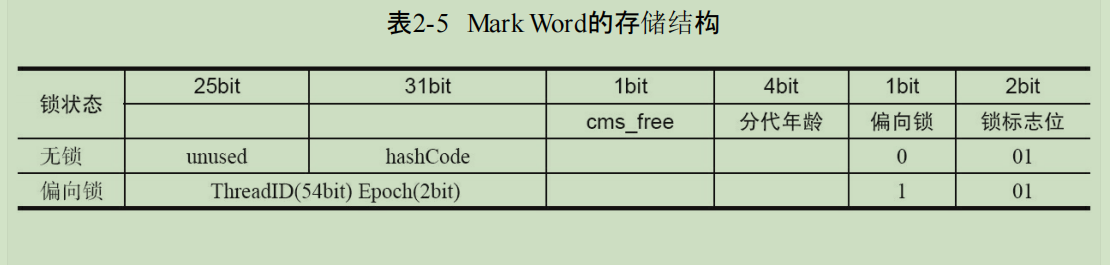 表2-5 Mark Word的存储结构
锁状态 25bit 31bit 1bit 4bit 1bit 2bit
cms_free 分代年龄 偏向锁 锁标志位
无锁 unused hashCode 0 01
偏向锁 ThreadID(54bit) Epoch(2bit) 1 01